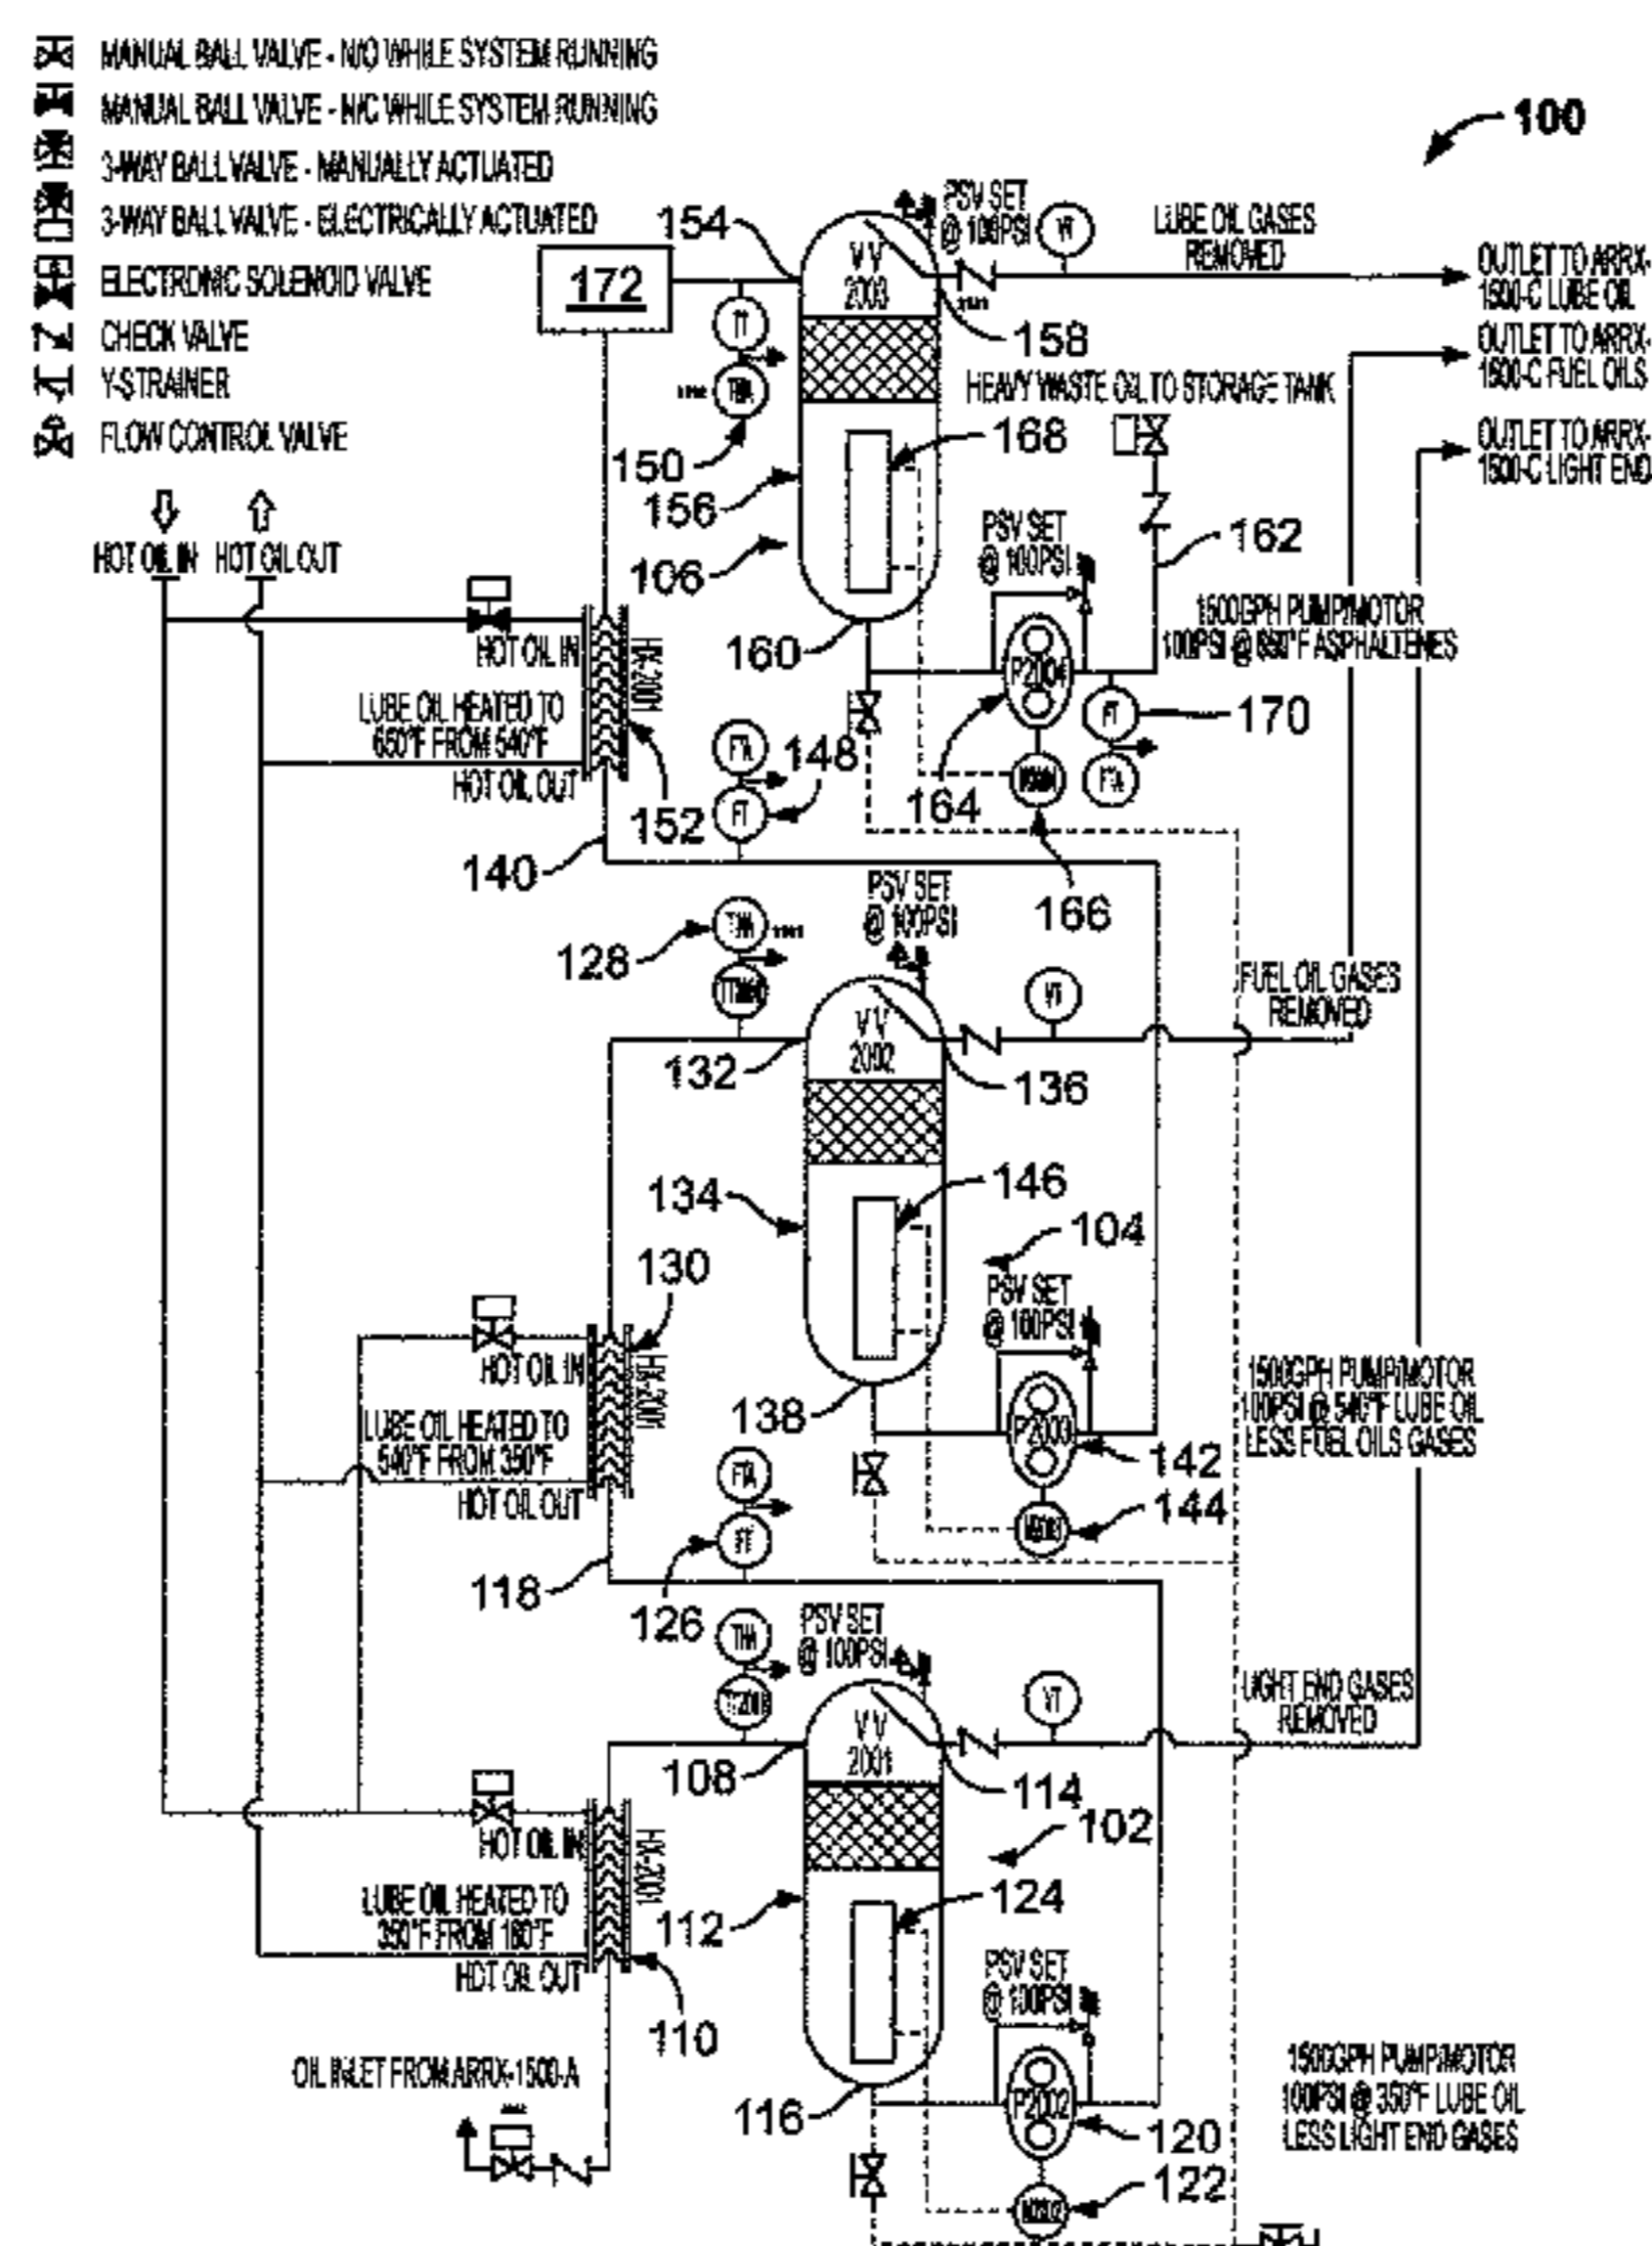 MANUAL BALL VALVE - N/O WHILE SYSTEM RUNNING
MANUAL BALL VALVE - N/C WHILE SYSTEM RUNNING
3-WAY BALL VALVE - MANUALLY ACTUATED
3-WAY BALL VALVE - ELECTRICALLY ACTUATED
ELECTRONIC SOLENOID VALVE
CHECK VALVE
Y-STRAINER
FLOW CONTROL VALVE
100
154
PSV SET
@ 100PSI
VT
LUBE OIL GASES
REMOVED
OUTLET TO ARRX-
1500-C LUBE OIL
172
V V
2003
TT
158
OUTLET TO ARRX-
1500-C FUEL OILS
HEAVY WASTE OIL TO STORAGE TANK
150
168
OUTLET TO ARRX-
1500-C LIGHT END
156
HOT OIL IN
HOT OIL OUT
106
PSV SET
@ 100PSI
162
160
HOT OIL IN
HX-2001
P2004
1500GPH PUMP/MOTOR
100PSI @ 650°F ASPHALTENES
LUBE OIL HEATED TO
650°F FROM 540°F
HOT OIL OUT
152
FTA
148
FT
164
FT
170
FTA
140
166
PSV SET
@ 100PSI
128
VT
FUEL OIL GASES
REMOVED
132
V V
2002
136
134
146
104
130
PSV SET
@ 100PSI
HOT OIL IN
HX-2001
LUBE OIL HEATED TO
540°F FROM 350°F
HOT OIL OUT
138
P2003
142
1500GPH PUMP/MOTOR
100PSI @ 540°F LUBE OIL
LESS FUEL OILS GASES
FTA
FT
144
118
126
PSV SET
@ 100PSI
VT
LIGHT END GASES
REMOVED
108
V V
2001
114
102
HOT OIL IN
HX-2001
LUBE OIL HEATED TO
350°F FROM 160°F
HOT OIL OUT
112
124
110
PSV SET
@ 100PSI
OIL INLET FROM ARRX-1500-A
116
P2002
120
1500GPH PUMP/MOTOR
100PSI @ 350°F LUBE OIL
LESS LIGHT END GASES
122